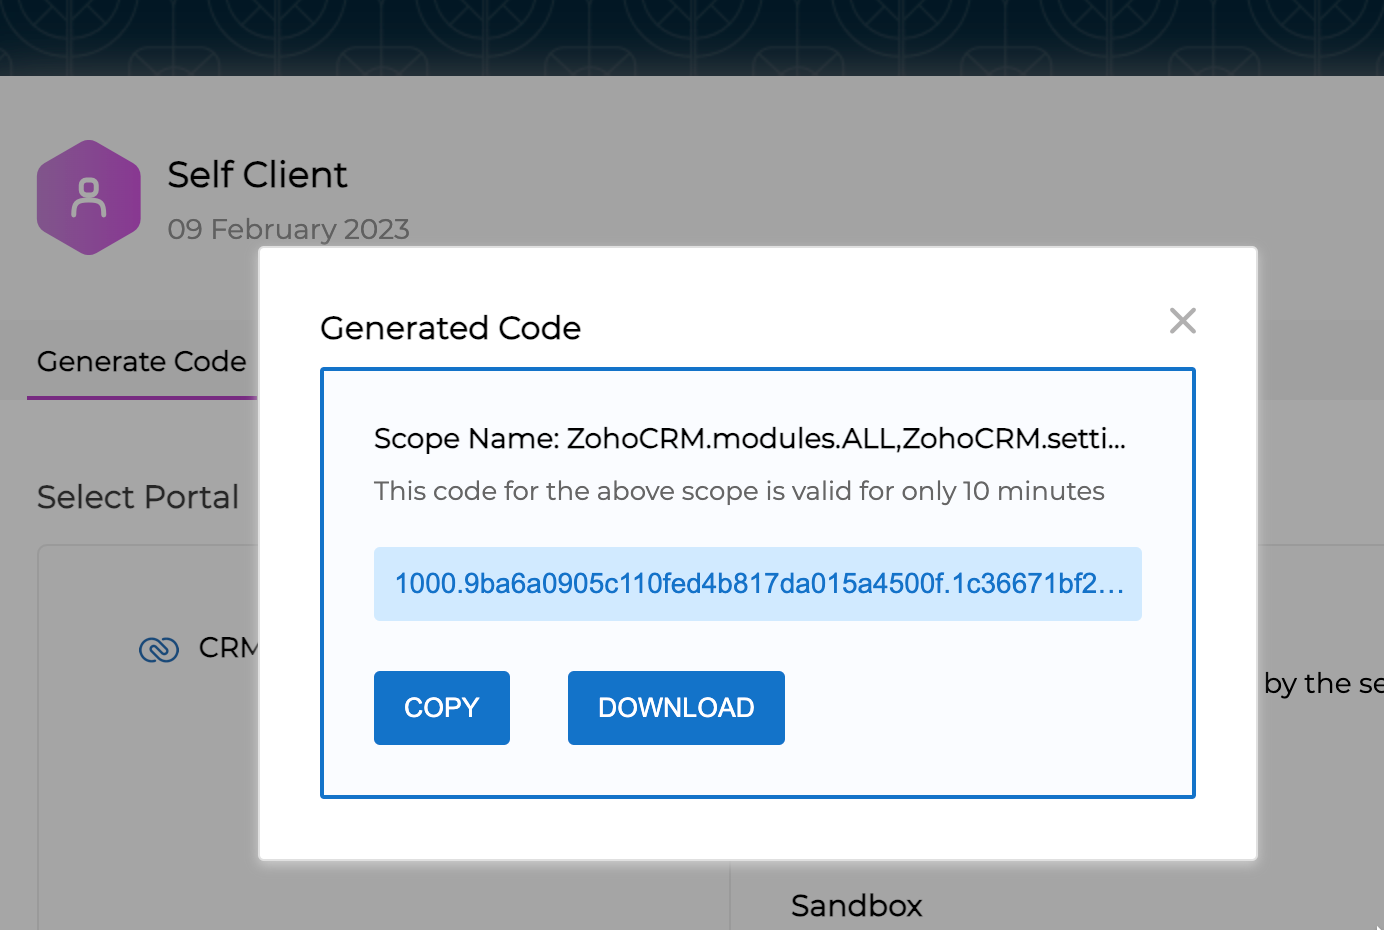 Self Client
09 February 2023
Generated Code
Generate Code
Scope Name: ZohoCRM.modules.ALL,ZohoCRM.setti...
This code for the above scope is valid for only 10 minutes
Select Portal
1000.9ba6a0905c110fed4b817da015a4500f.1c36671bf2...
CRM
by the se
COPY
DOWNLOAD
Sandbox